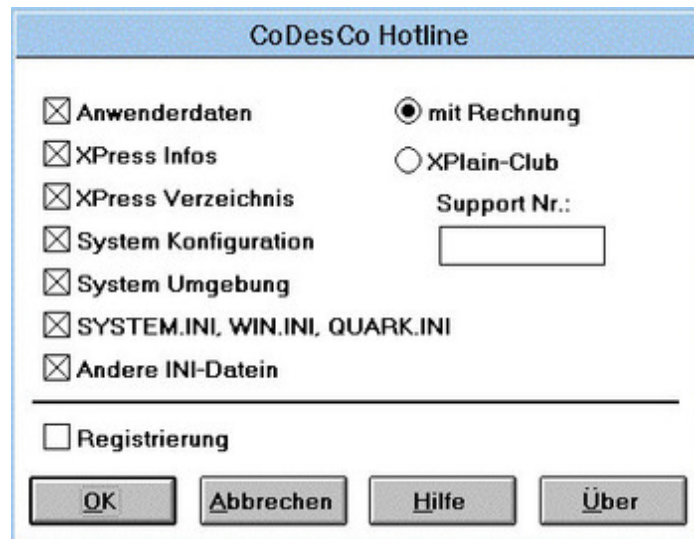 CoDesCo Hotline
Anwenderdaten
XPress Infos
XPress Verzeichnis
System Konfiguration
System Umgebung
SYSTEM.INI, WIN.INI, QUARK.INI
Andere INI-Datein
mit Rechnung
XPlain-Club
Support Nr.:
Registrierung
OK
Abbrechen
Hilfe
Über